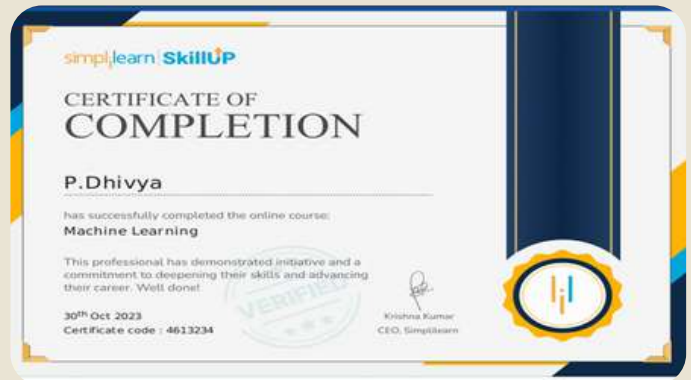 simplilearn | SkillUP
CERTIFICATE OF
COMPLETION
P.Dhivya
has successfully completed the online course:
Machine Learning
This professional has demonstrated initiative and a
commitment to deepening their skills and advancing
their career. Well done!
VERIFIED
30th Oct 2023
Certificate code : 4613234
Krishna Kumar
CEO, Simplilearn